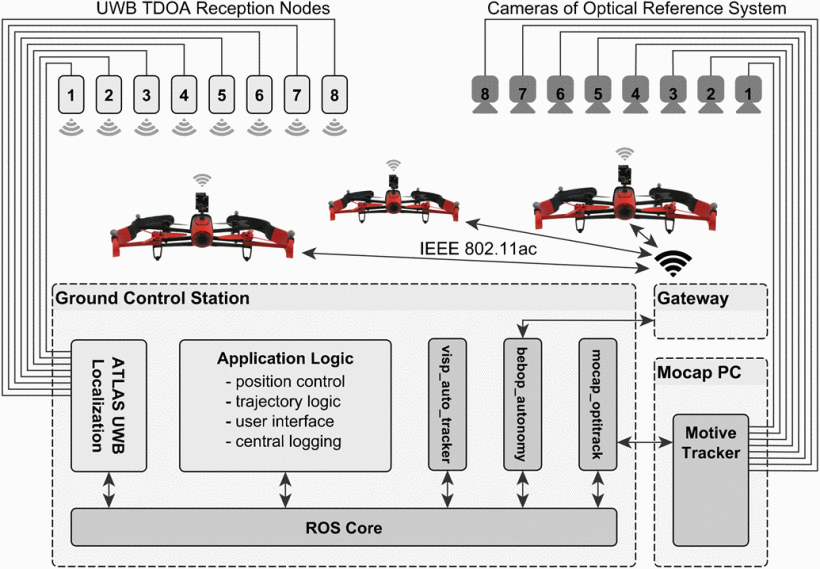 UWB TDOA Reception Nodes
Cameras of Optical Reference System
1 2 3 4 5 6 7 8
8 7 6 5 4 3 2 1
IEEE 802.11ac
Ground Control Station
Gateway
ATLAS UWB
Localization
Application Logic
- position control
- trajectory logic
- user interface
- central logging
visp_auto_tracker
bebop_autonomy
mocap_optitrack
Mocap PC
Motive
Tracker
ROS Core